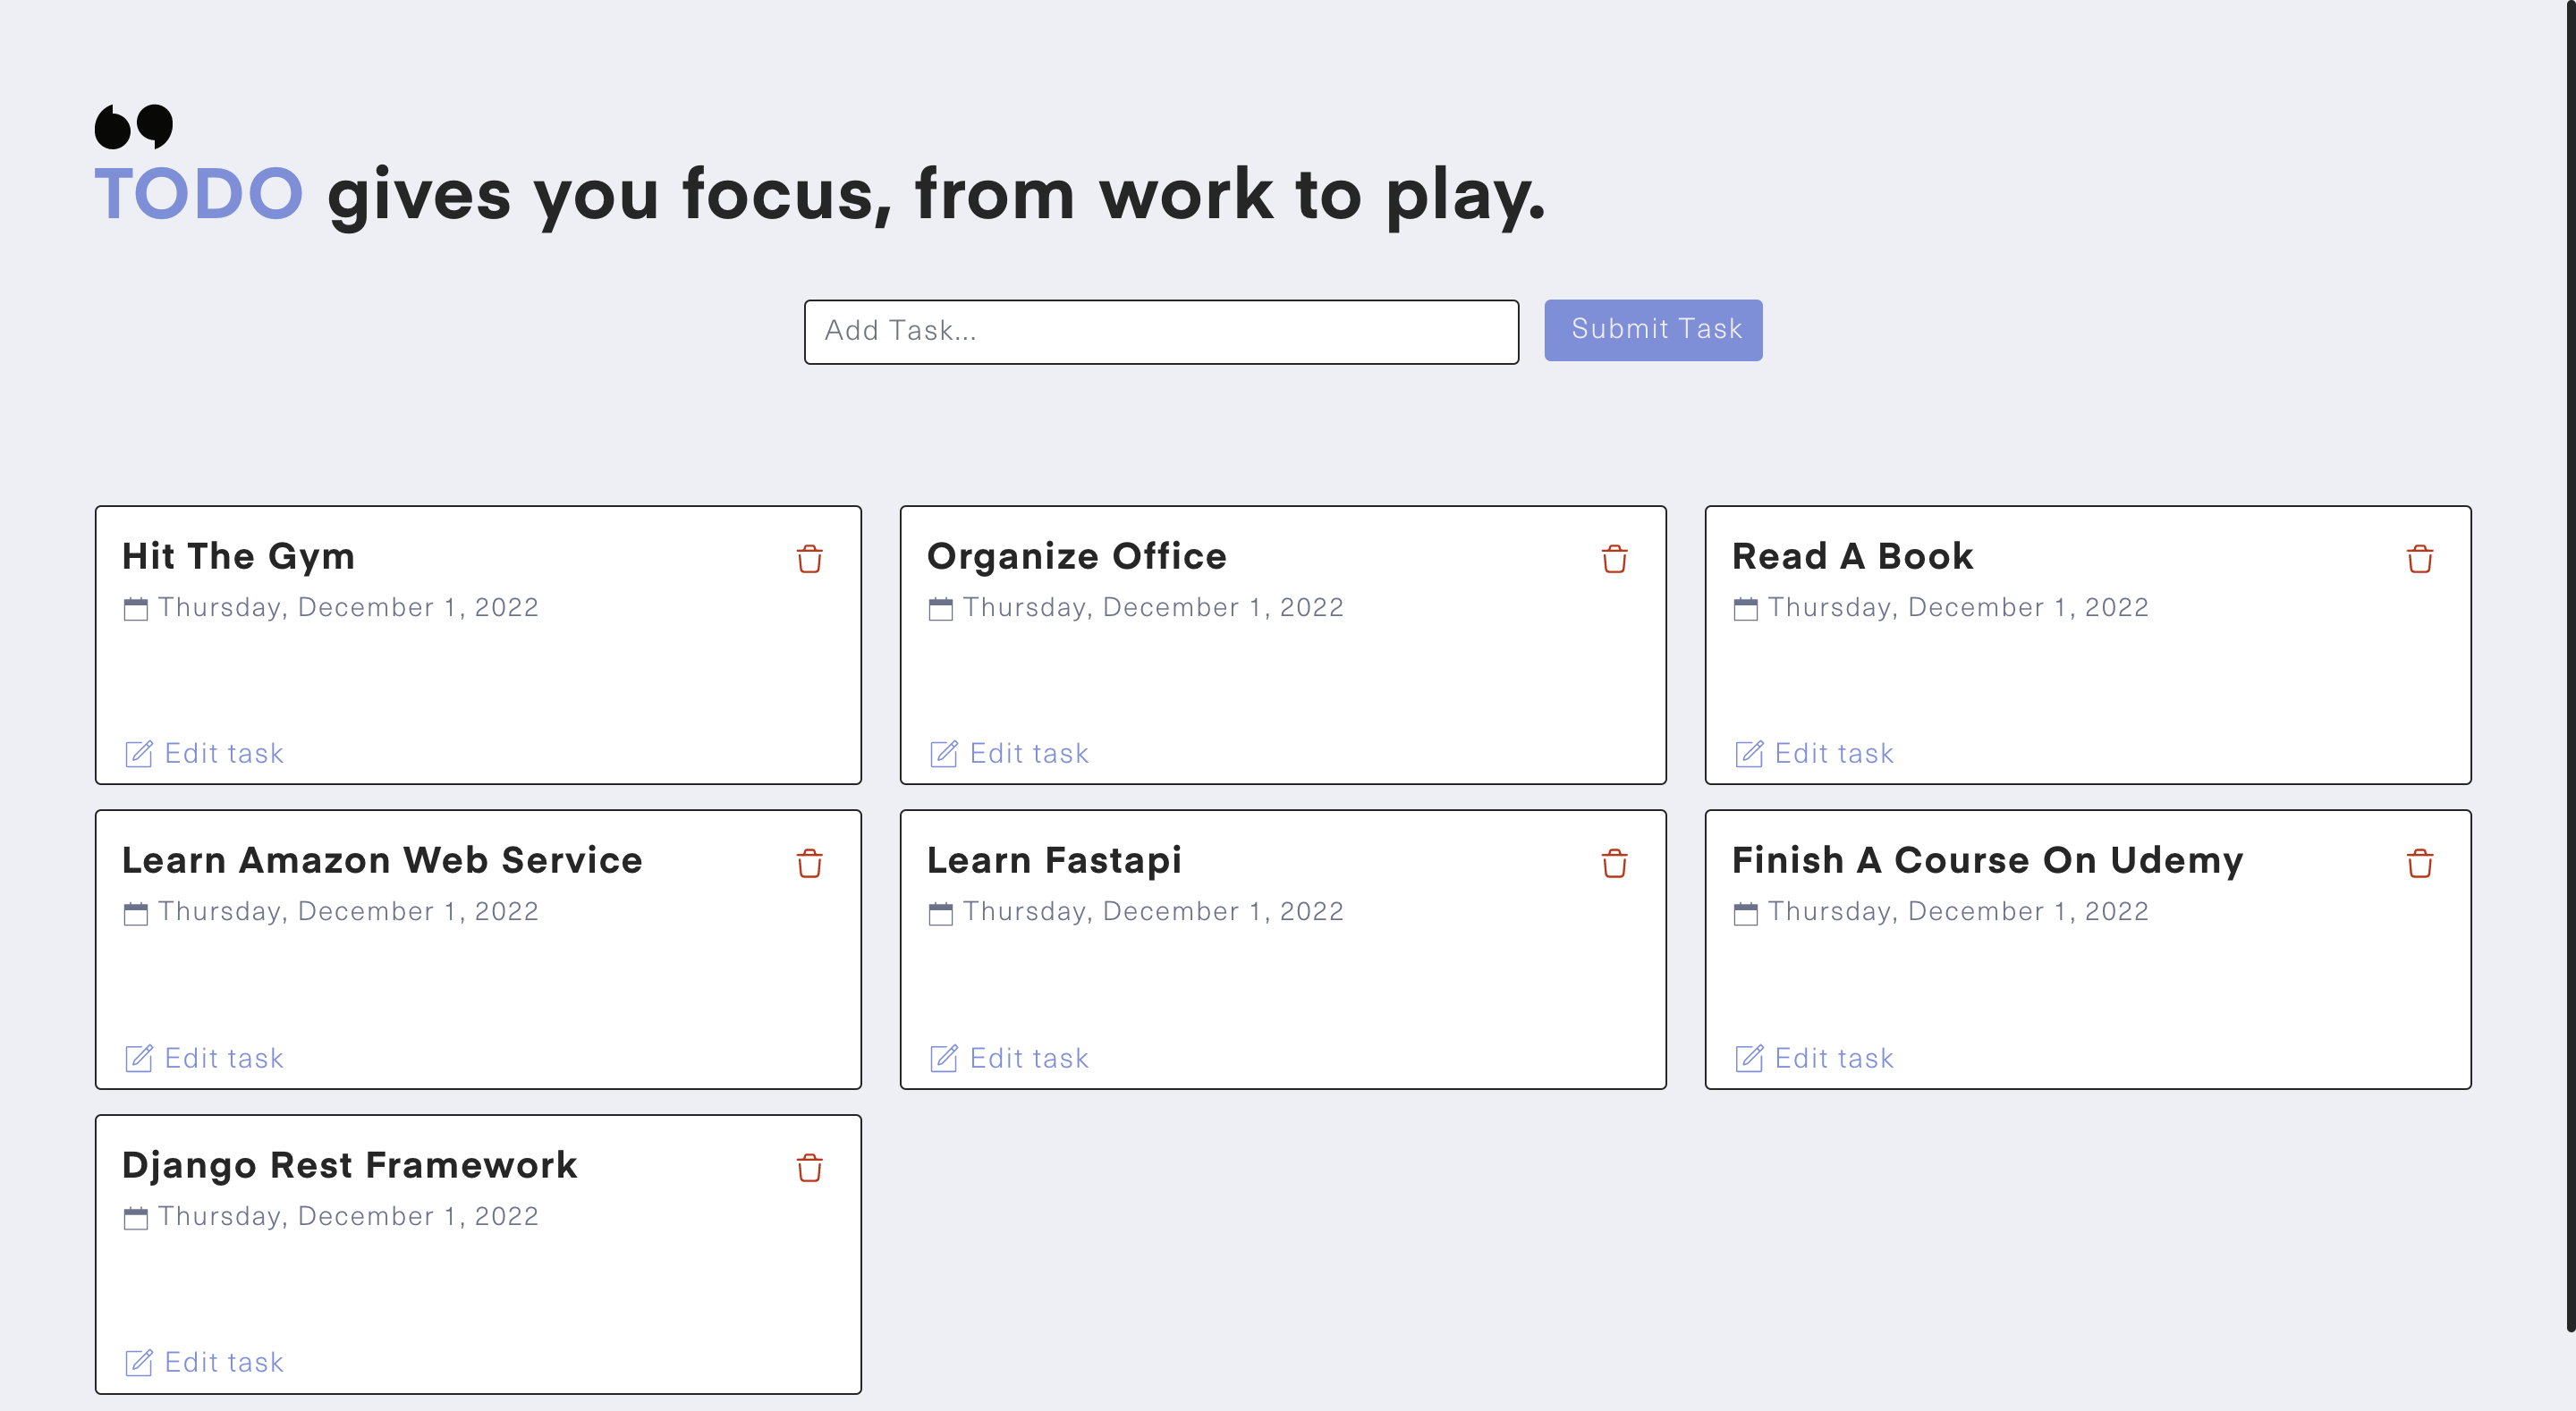 TODO gives you focus, from work to play.
Add Task...
Submit Task
Hit The Gym
Thursday, December 1, 2022
Edit task
Organize Office
Thursday, December 1, 2022
Edit task
Read A Book
Thursday, December 1, 2022
Edit task
Learn Amazon Web Service
Thursday, December 1, 2022
Edit task
Learn Fastapi
Thursday, December 1, 2022
Edit task
Finish A Course On Udemy
Thursday, December 1, 2022
Edit task
Django Rest Framework
Thursday, December 1, 2022
Edit task